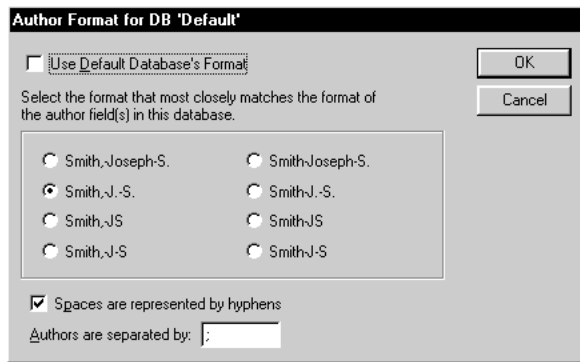 Author Format for DB 'Default'
Use Default Database's Format
OK
Select the format that most closely matches the format of
the author field(s) in this database.
Cancel
Smith,-Joseph-S.
Smith-Joseph-S.
Smith,-J.-S.
Smith-J.-S.
Smith,-JS
Smith-JS
Smith,-J-S
Smith-J-S
Spaces are represented by hyphens
Authors are separated by: ;